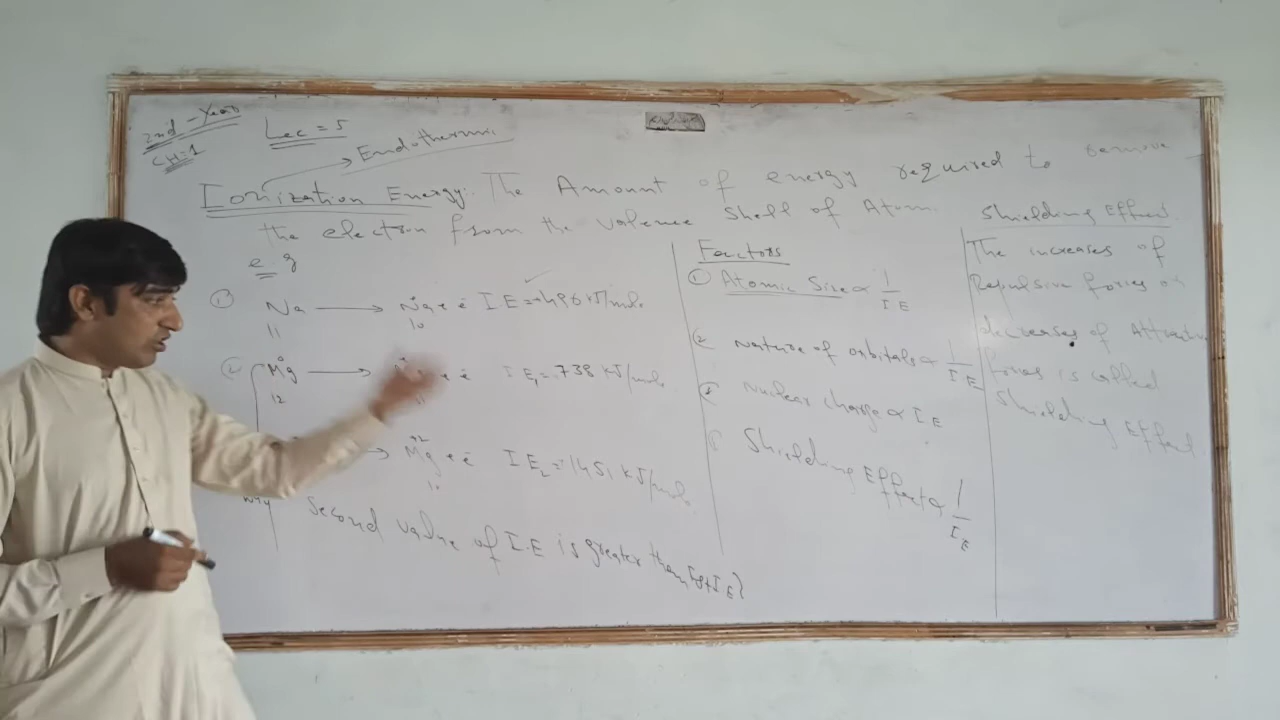 2nd - Year
CH=1
Lec = 5
Endothermic
Ionization Energy: The Amount of energy required to remove
the electron from the valence shell of Atom.
e g
① Na → Na + e I E = 496 kJ/mole
11 10
② Mg → + e I E₁ = 738 kJ/mole
12 11
→ Mg⁺² + e I E₂ = 1451 kJ/mole
10
Why Second value of I.E is greater than Ist I E?
Factors
① Atomic Size ∝ 1/I E
② Nature of orbitals ∝ 1/I E
Nuclear charge ∝ I E
Shielding Effect ∝ 1/I E
Shielding Effect
The increases of
Repulsive forces or
decreases of Attractive
forces is called
Shielding Effect.